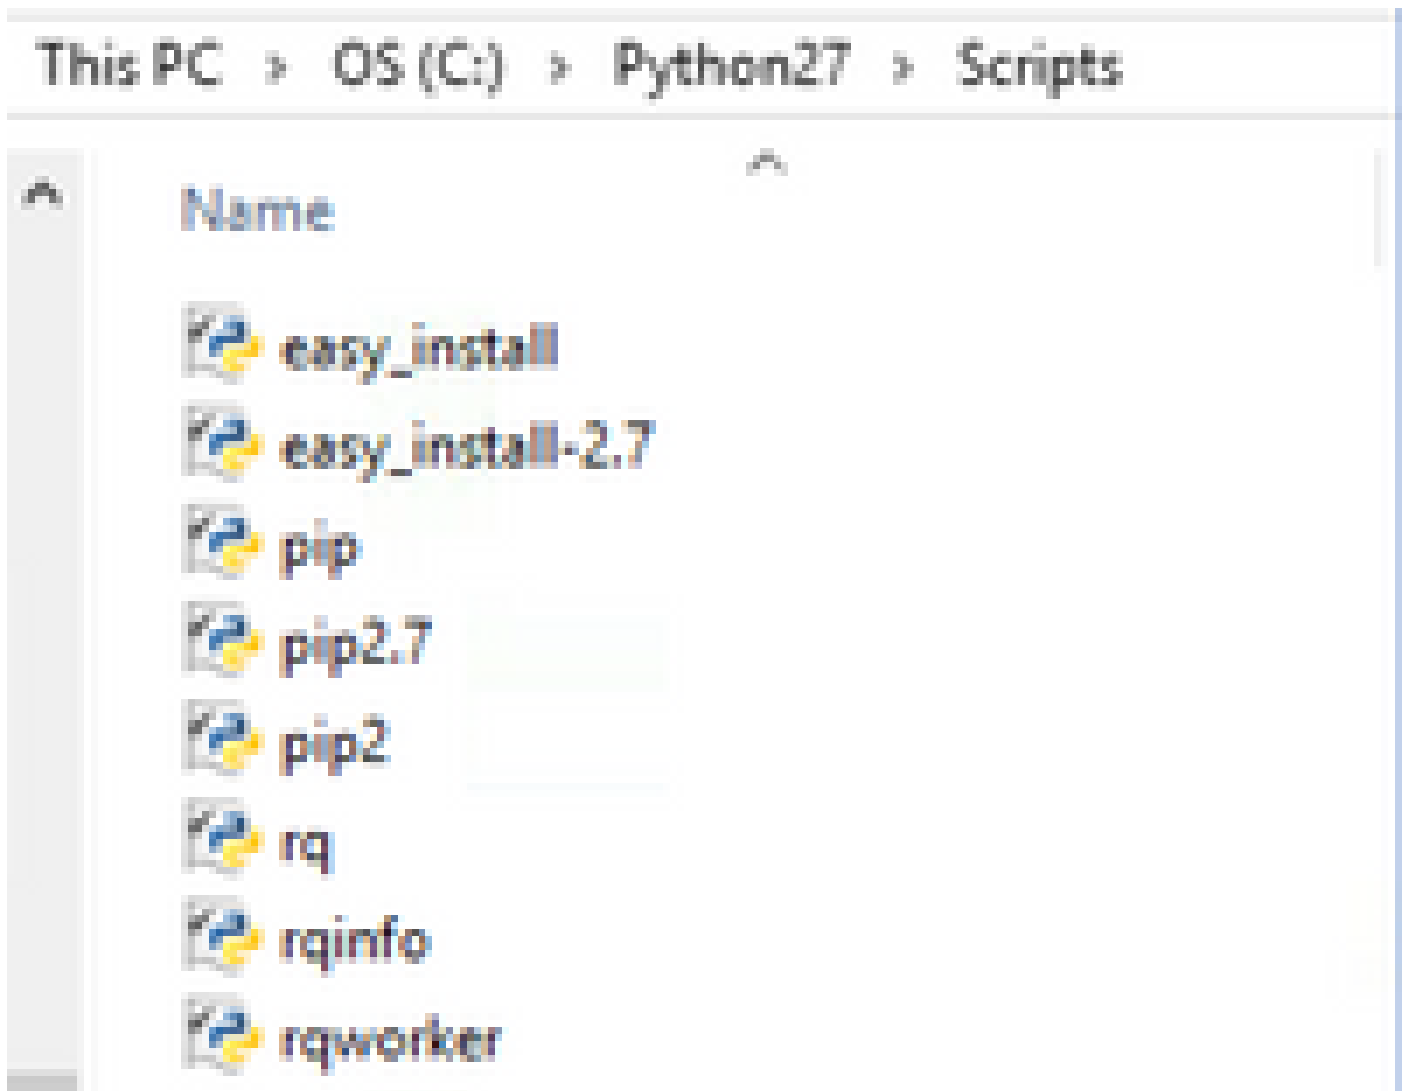 This PC > OS (C:) > Python27 > Scripts
Name
easy_install
easy_install-2.7
pip
pip2.7
pip2
rq
rqinfo
rqworker